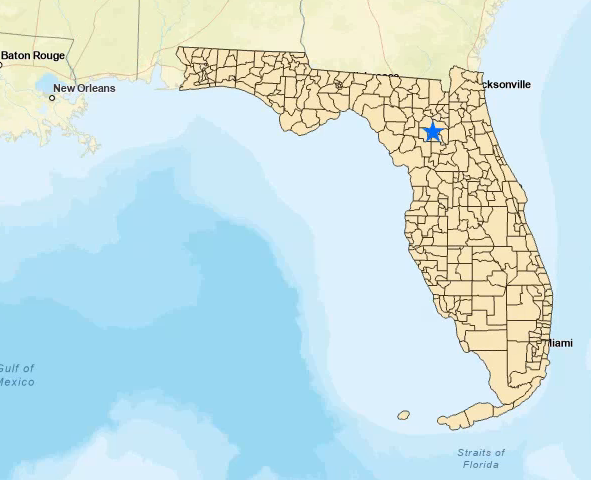 Baton Rouge
New Orleans
cksonville
Miami
Gulf of
Mexico
Straits of
Florida